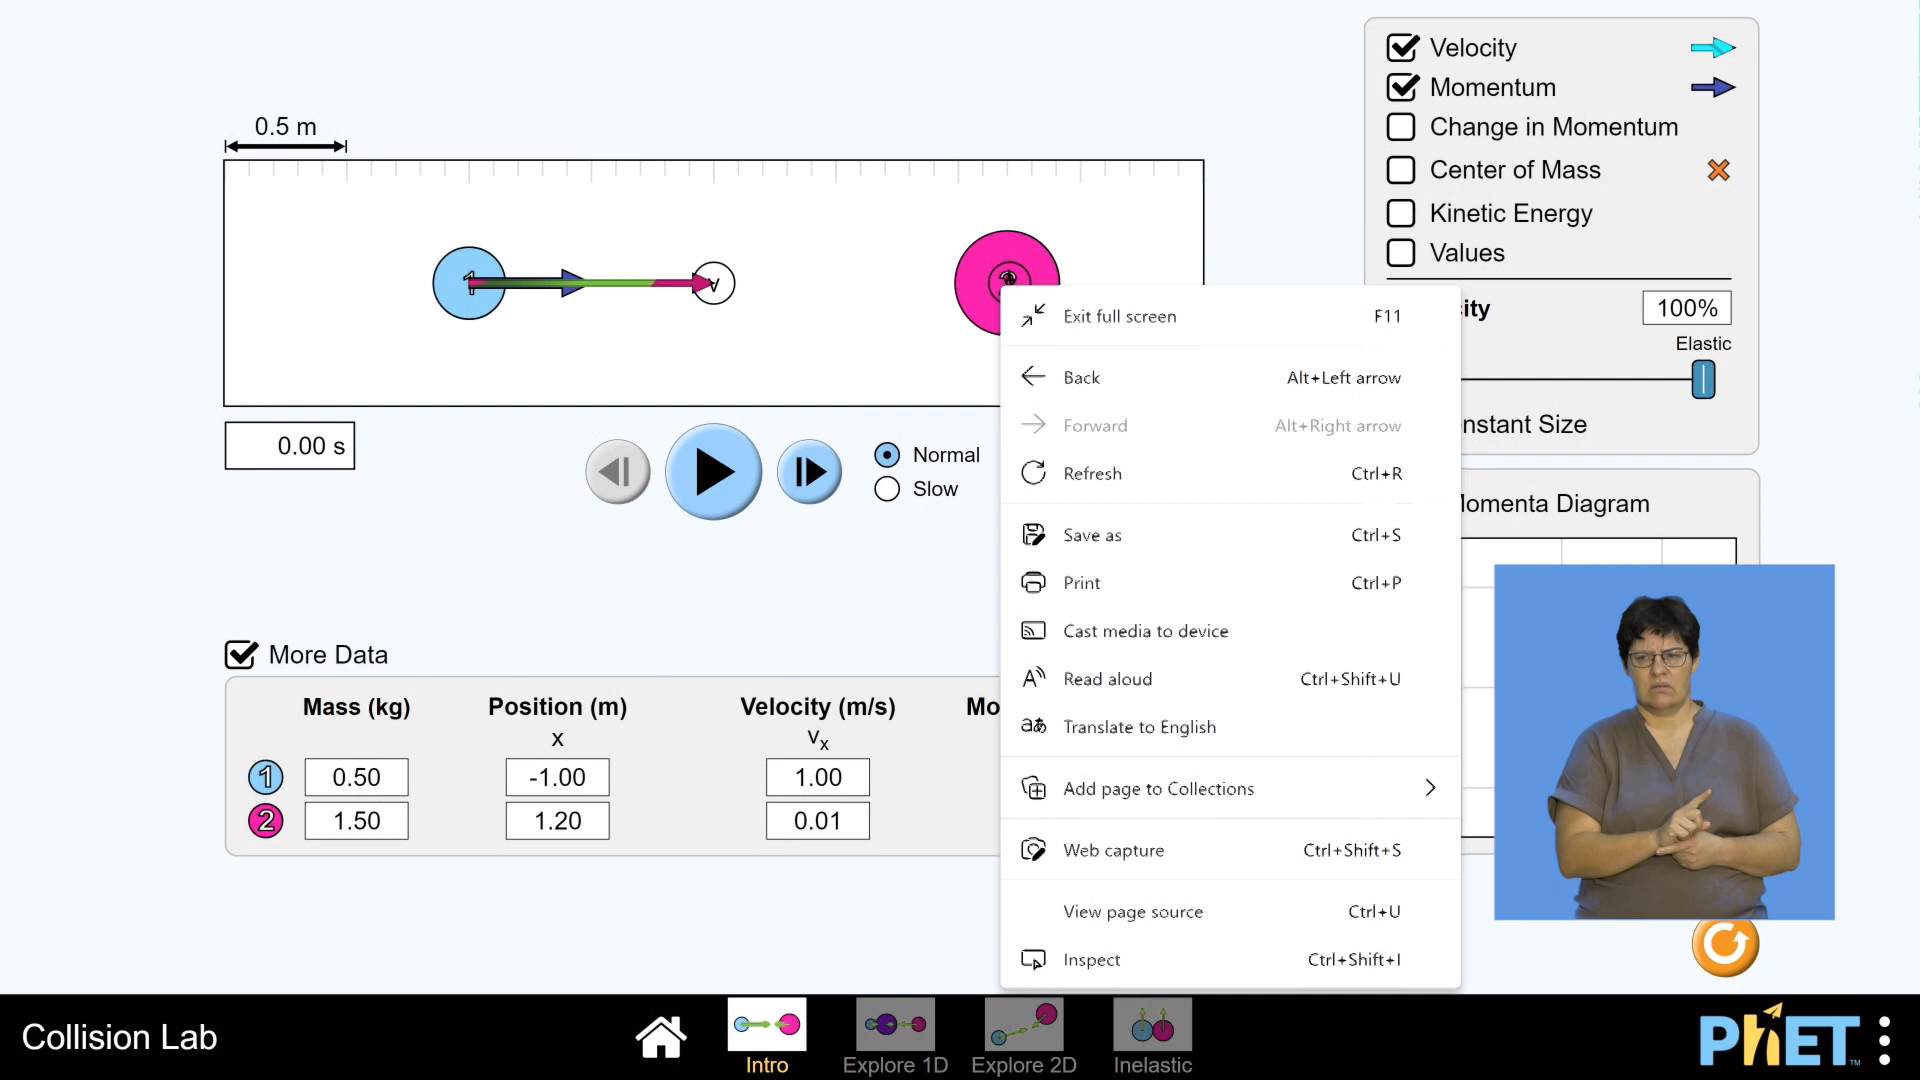 Velocity
Momentum
0.5 m
Change in Momentum
Center of Mass
Kinetic Energy
1
2
Values
Exit full screen F11
ity 100%
Elastic
Back Alt+Left arrow
Forward Alt+Right arrow
nstant Size
0.00 s
Normal
Refresh Ctrl+R
Slow
omenta Diagram
Save as Ctrl+S
Print Ctrl+P
Cast media to device
More Data
Read aloud Ctrl+Shift+U
Mass (kg) Position (m) Velocity (m/s) Mo
Translate to English
x vx
1 0.50 -1.00 1.00
Add page to Collections
2 1.50 1.20 0.01
Web capture Ctrl+Shift+S
View page source Ctrl+U
Inspect Ctrl+Shift+I
Collision Lab
Intro
Explore 1D
Explore 2D
Inelastic
PhET™